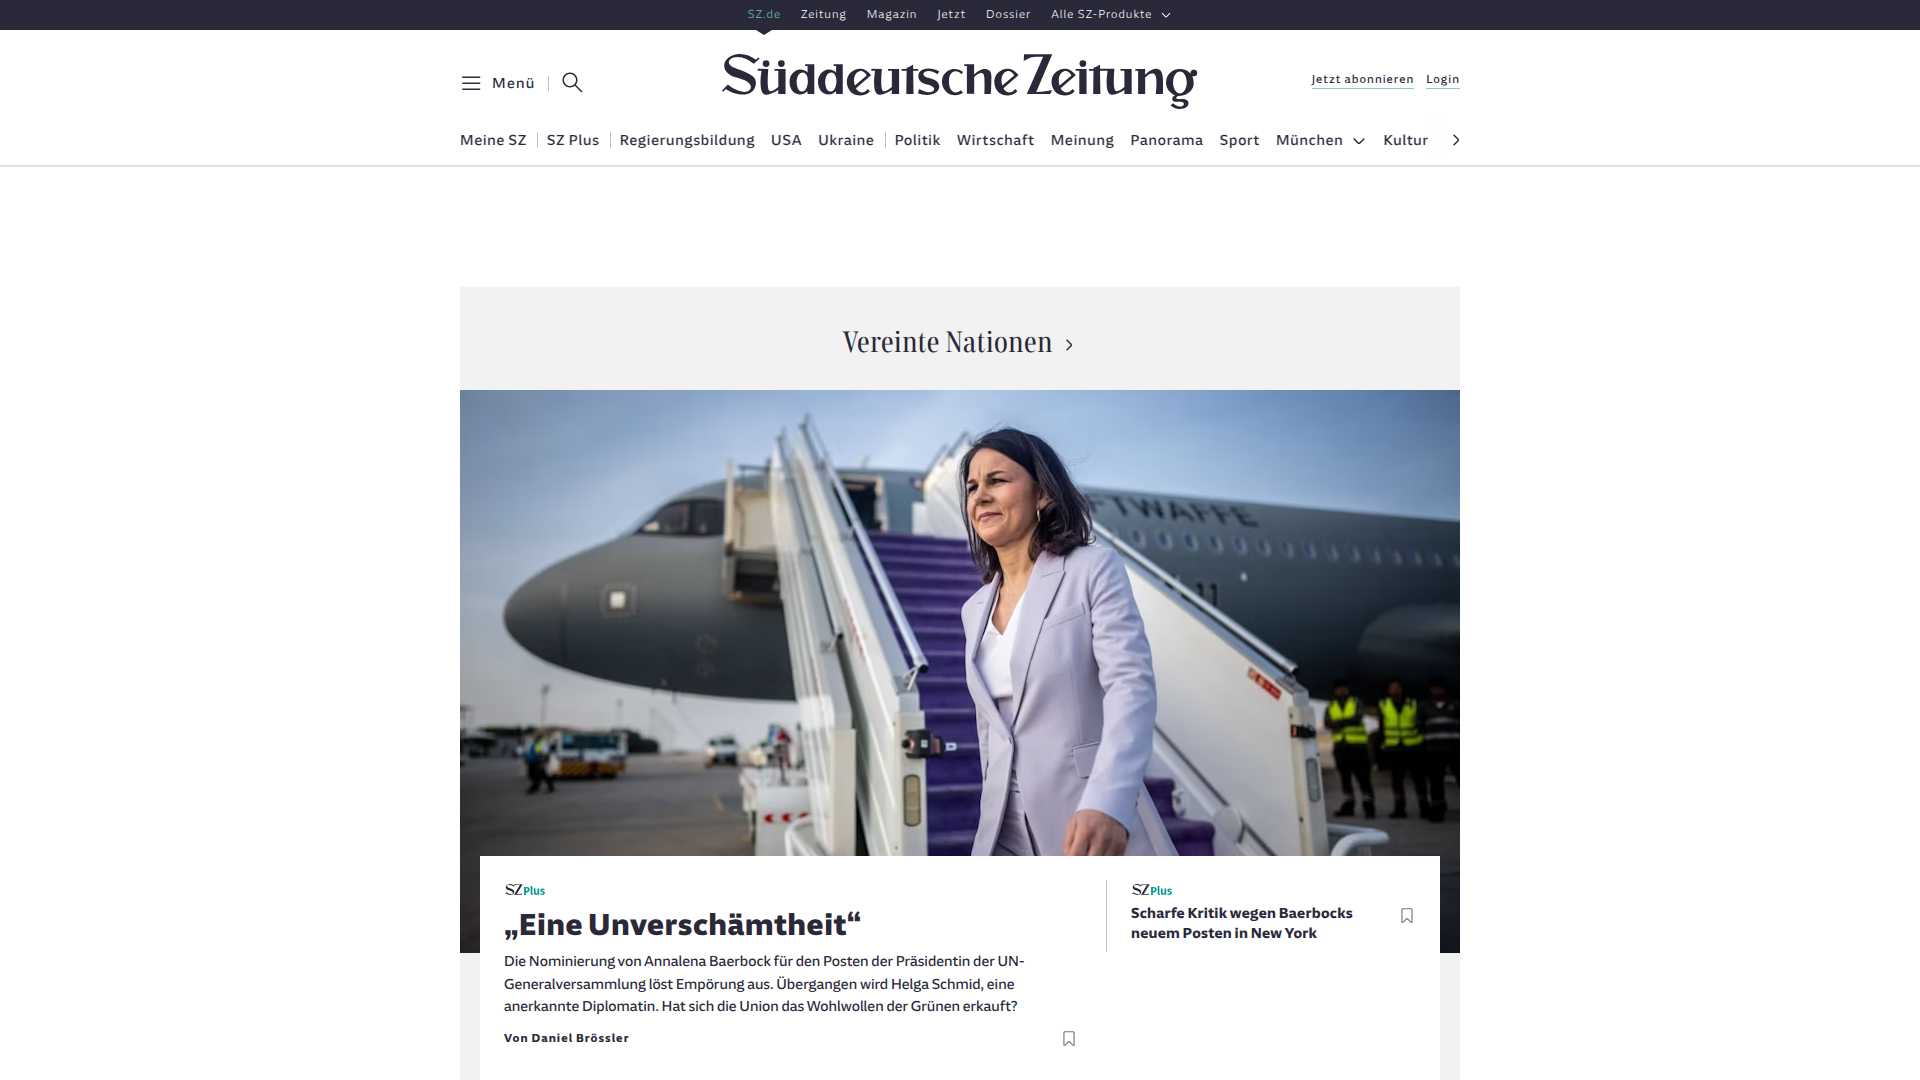 SZ.de Zeitung Magazin Jetzt Dossier Alle SZ-Produkte
Menü
Süddeutsche Zeitung
Jetzt abonnieren Login
Meine SZ SZ Plus Regierungsbildung USA Ukraine Politik Wirtschaft Meinung Panorama Sport München Kultur
Vereinte Nationen
FTWAFFE
SZ Plus
„Eine Unverschämtheit“
Die Nominierung von Annalena Baerbock für den Posten der Präsidentin der UN-
Generalversammlung löst Empörung aus. Übergangen wird Helga Schmid, eine
anerkannte Diplomatin. Hat sich die Union das Wohlwollen der Grünen erkauft?
Von Daniel Brössler
SZ Plus
Scharfe Kritik wegen Baerbocks
neuem Posten in New York